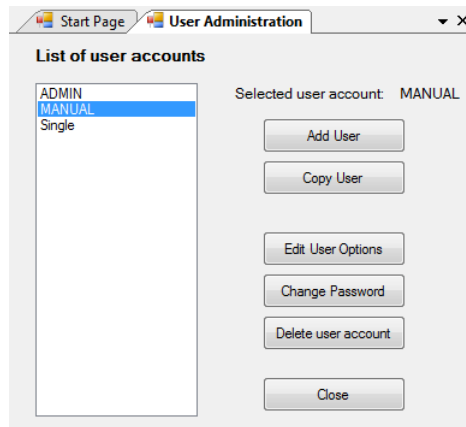 Start Page
User Administration
List of user accounts
ADMIN
MANUAL
Single
Selected user account: MANUAL
Add User
Copy User
Edit User Options
Change Password
Delete user account
Close